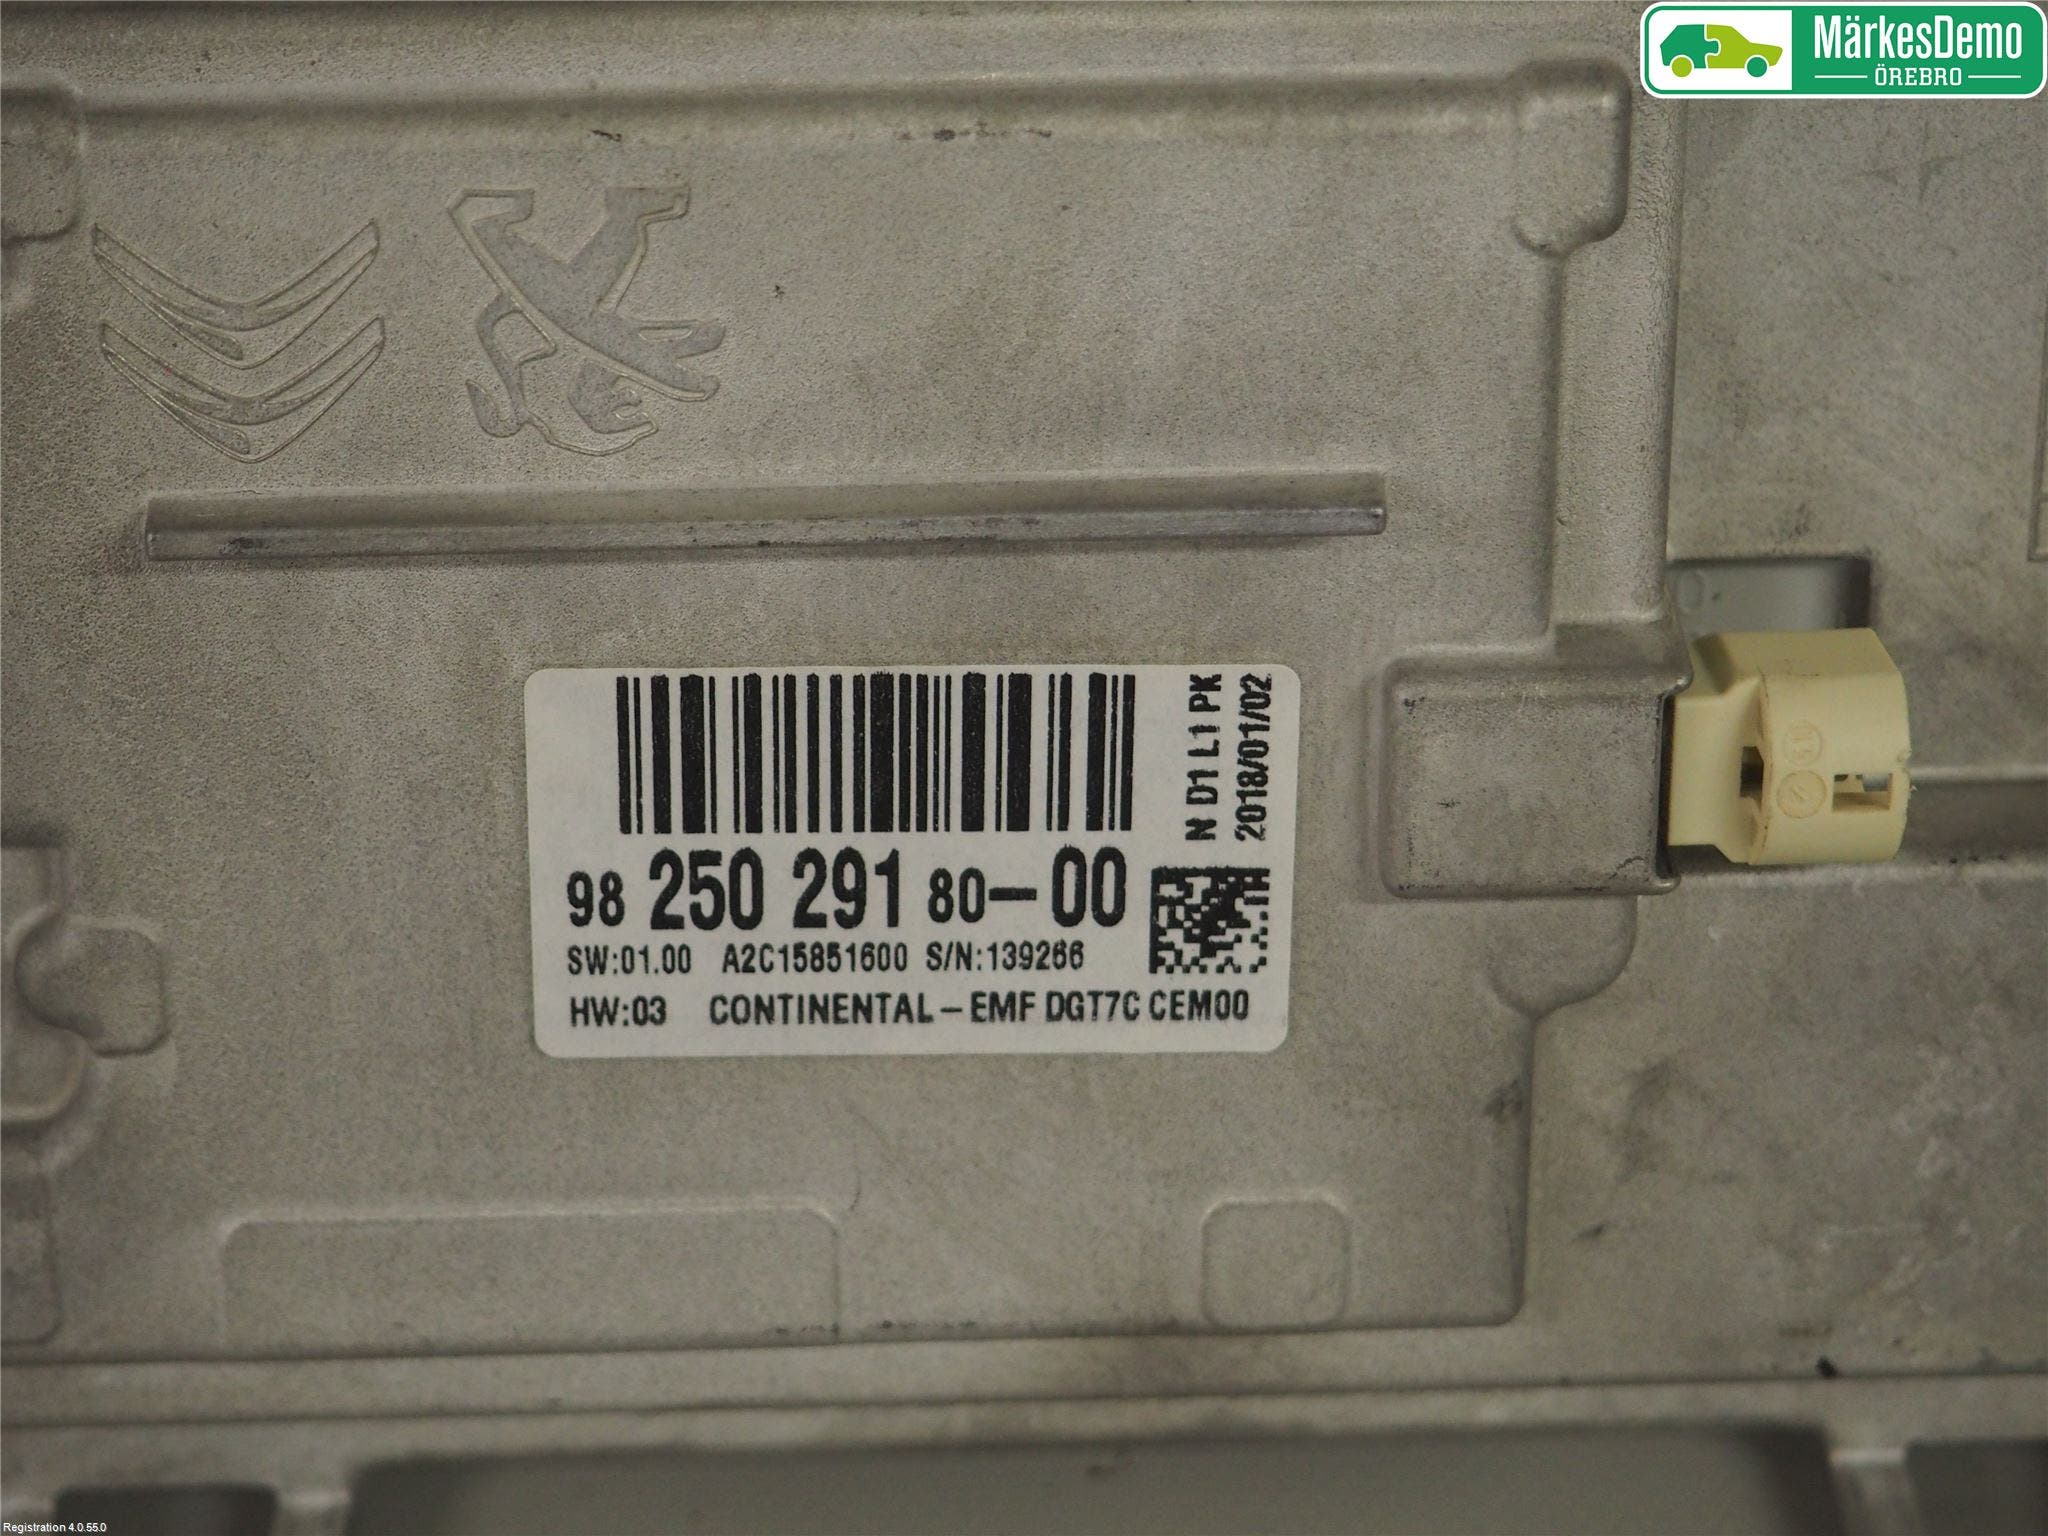 MärkesDemo
ÖREBRO
N D1 L1 PK
2018/01/02
98 250 291 80-00
SW:01.00 A2C15851600 S/N:139266
HW:03 CONTINENTAL-EMF DGT7C CEM00
Registration 4.0.55.0